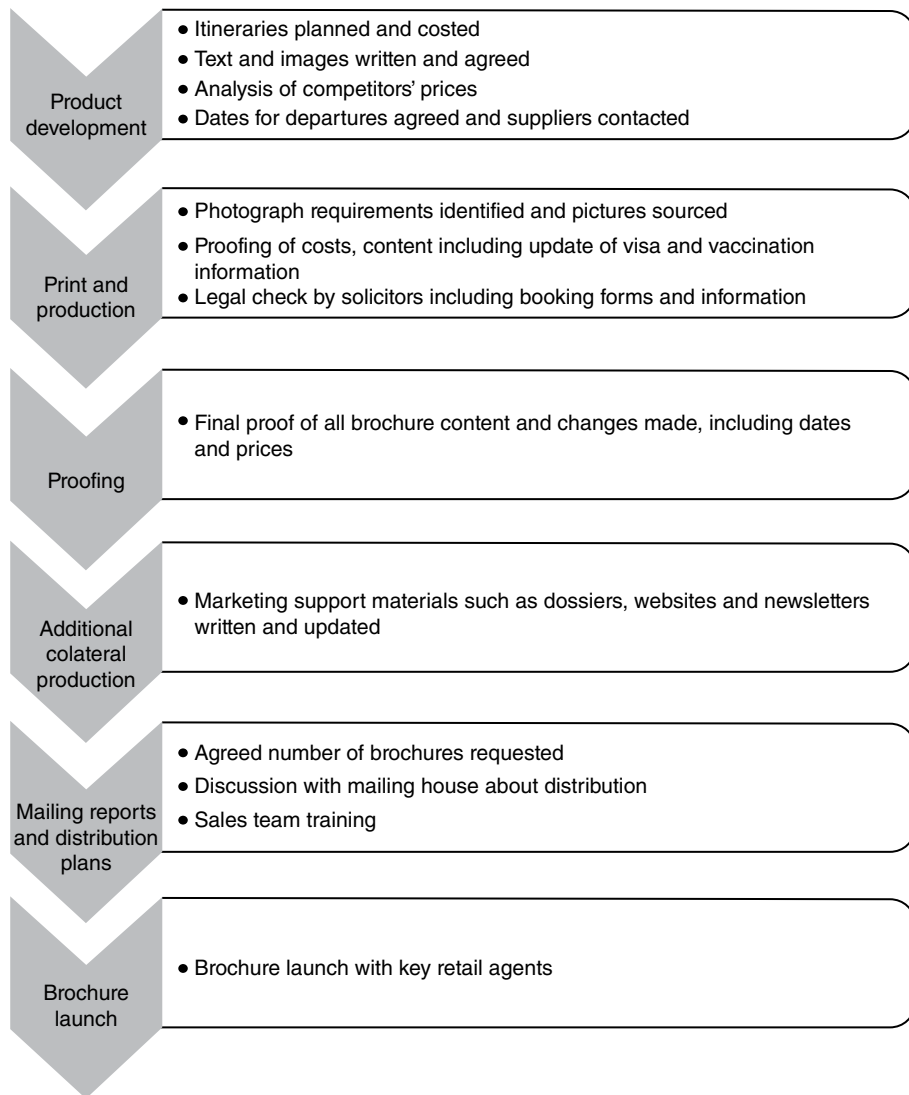 Product
development
• Itineraries planned and costed
• Text and images written and agreed
• Analysis of competitors’ prices
• Dates for departures agreed and suppliers contacted
Print and
production
• Photograph requirements identified and pictures sourced
• Proofing of costs, content including update of visa and vaccination
information
• Legal check by solicitors including booking forms and information
Proofing
• Final proof of all brochure content and changes made, including dates
and prices
Additional
colateral
production
• Marketing support materials such as dossiers, websites and newsletters
written and updated
Mailing reports
and distribution
plans
• Agreed number of brochures requested
• Discussion with mailing house about distribution
• Sales team training
Brochure
launch
• Brochure launch with key retail agents